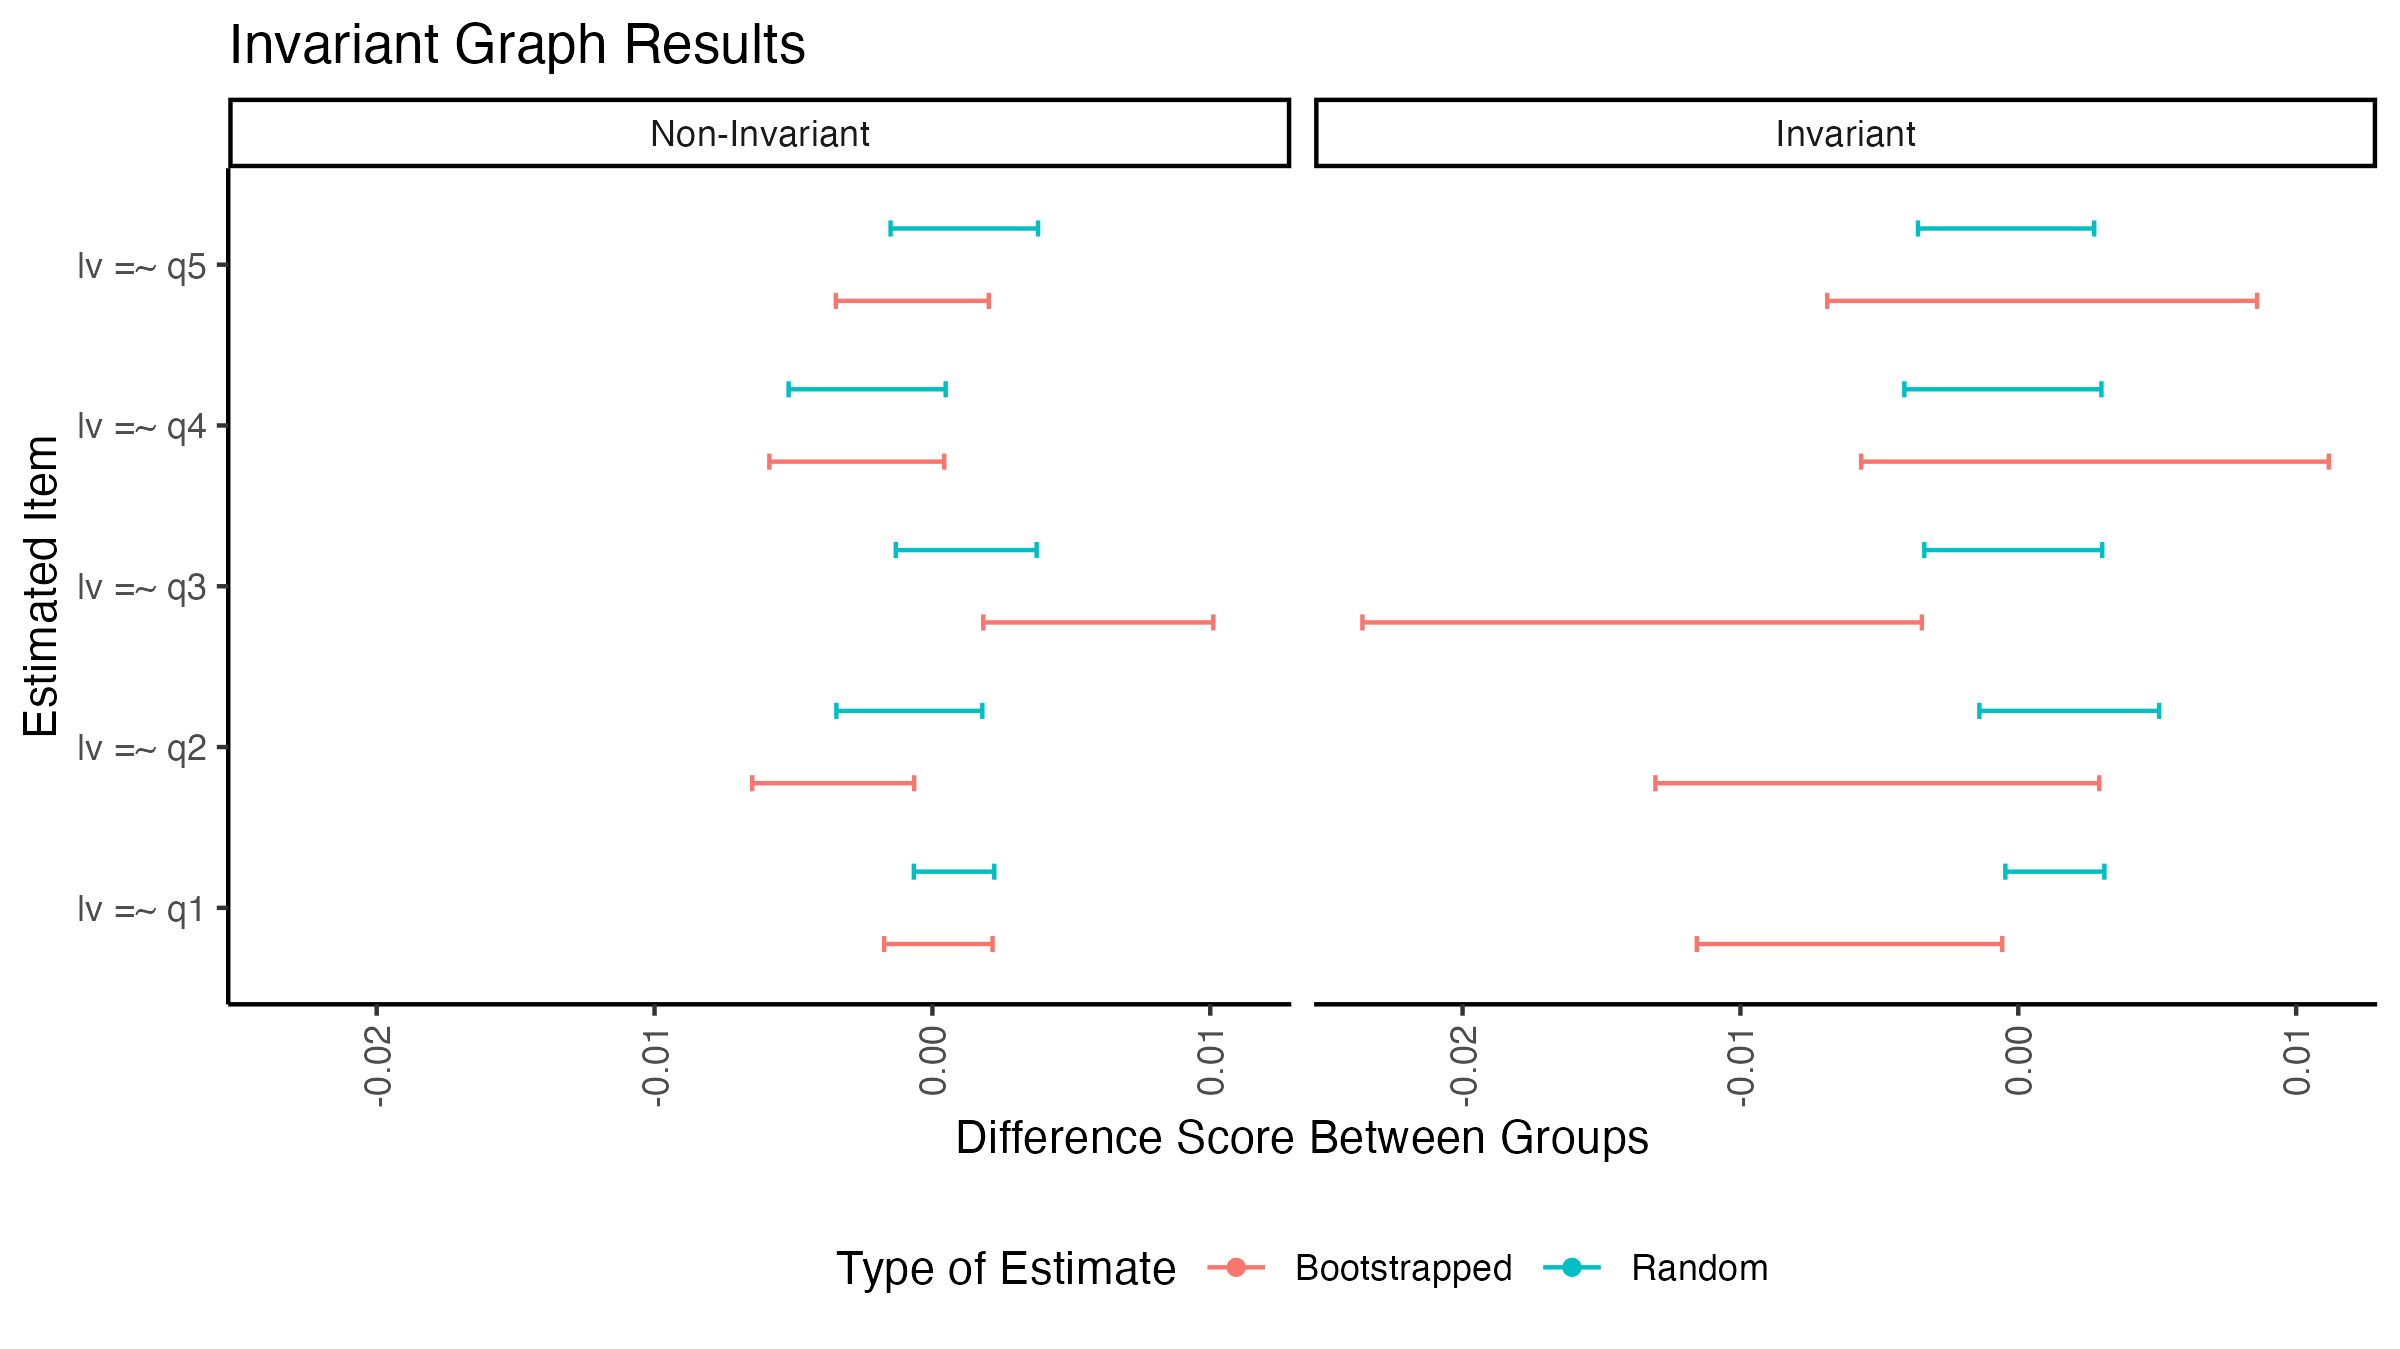 Invariant Graph Results
Non-Invariant
Invariant
Estimated Item
lv =~ q5
lv =~ q4
lv =~ q3
lv =~ q2
lv =~ q1
-0.02
-0.01
0.00
0.01
-0.02
-0.01
0.00
0.01
Difference Score Between Groups
Type of Estimate Bootstrapped Random